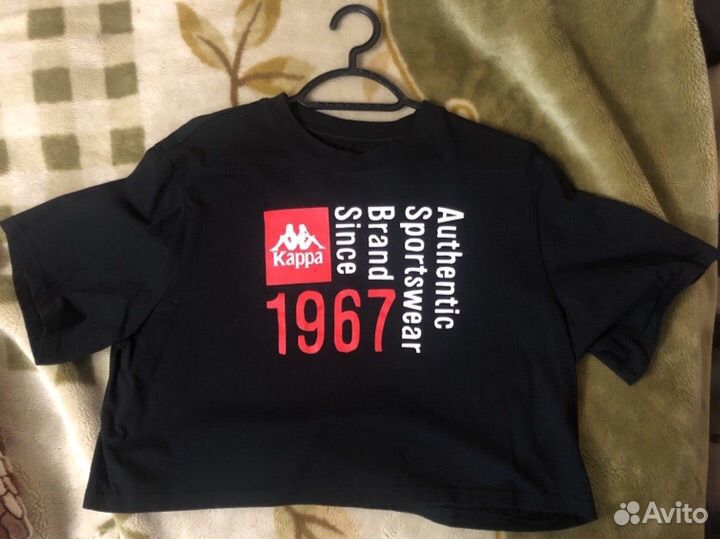 Kappa
Authentic
Sportswear
Brand
Since
1967
Avito